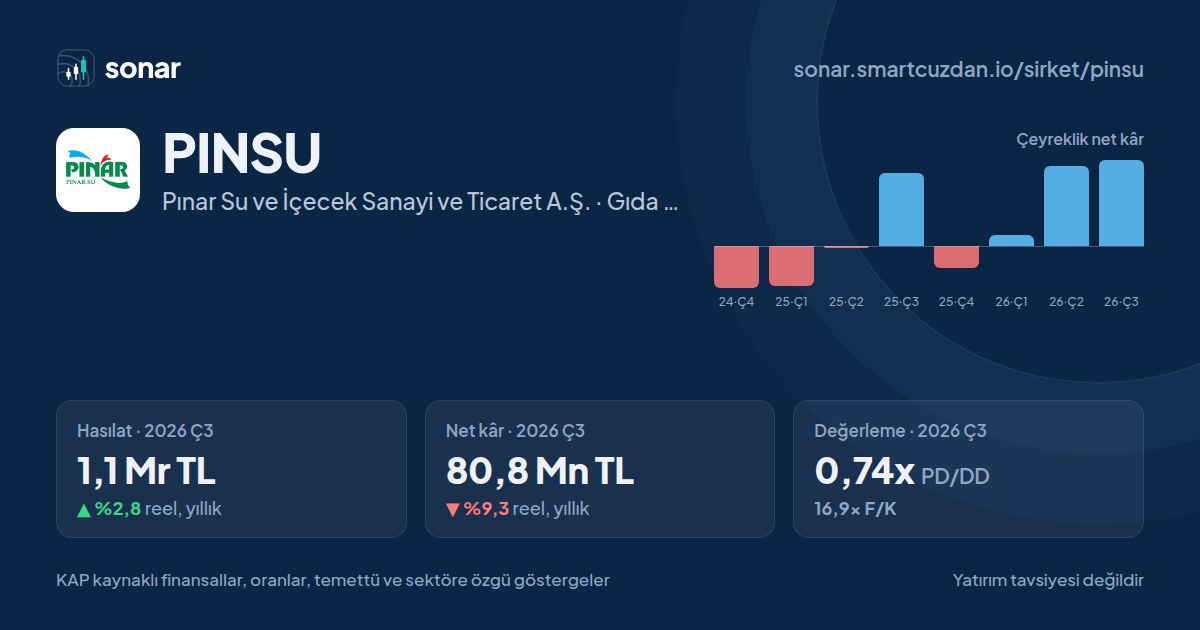 sonar
sonar.smartcuzdan.io/sirket/pinsu
PINAR
PINAR SU
PINSU
Pınar Su ve İçecek Sanayi ve Ticaret A.Ş. · Gıda ...
Çeyreklik net kâr
24·Ç4 25·Ç1 25·Ç2 25·Ç3 25·Ç4 26·Ç1 26·Ç2 26·Ç3
Hasılat · 2026 Ç3
1,1 Mr TL
▲ %2,8 reel, yıllık
Net kâr · 2026 Ç3
80,8 Mn TL
▼ %9,3 reel, yıllık
Değerleme · 2026 Ç3
0,74x PD/DD
16,9× F/K
KAP kaynaklı finansallar, oranlar, temettü ve sektöre özgü göstergeler
Yatırım tavsiyesi değildir